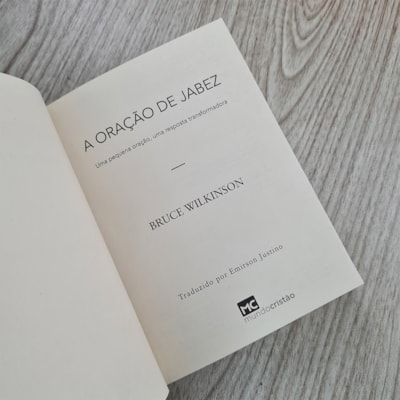 A ORAÇÃO DE JABEZ
Uma pequena oração, uma resposta transformadora
BRUCE WILKINSON
Traduzido por Emirson Justino
MC
mundocristão